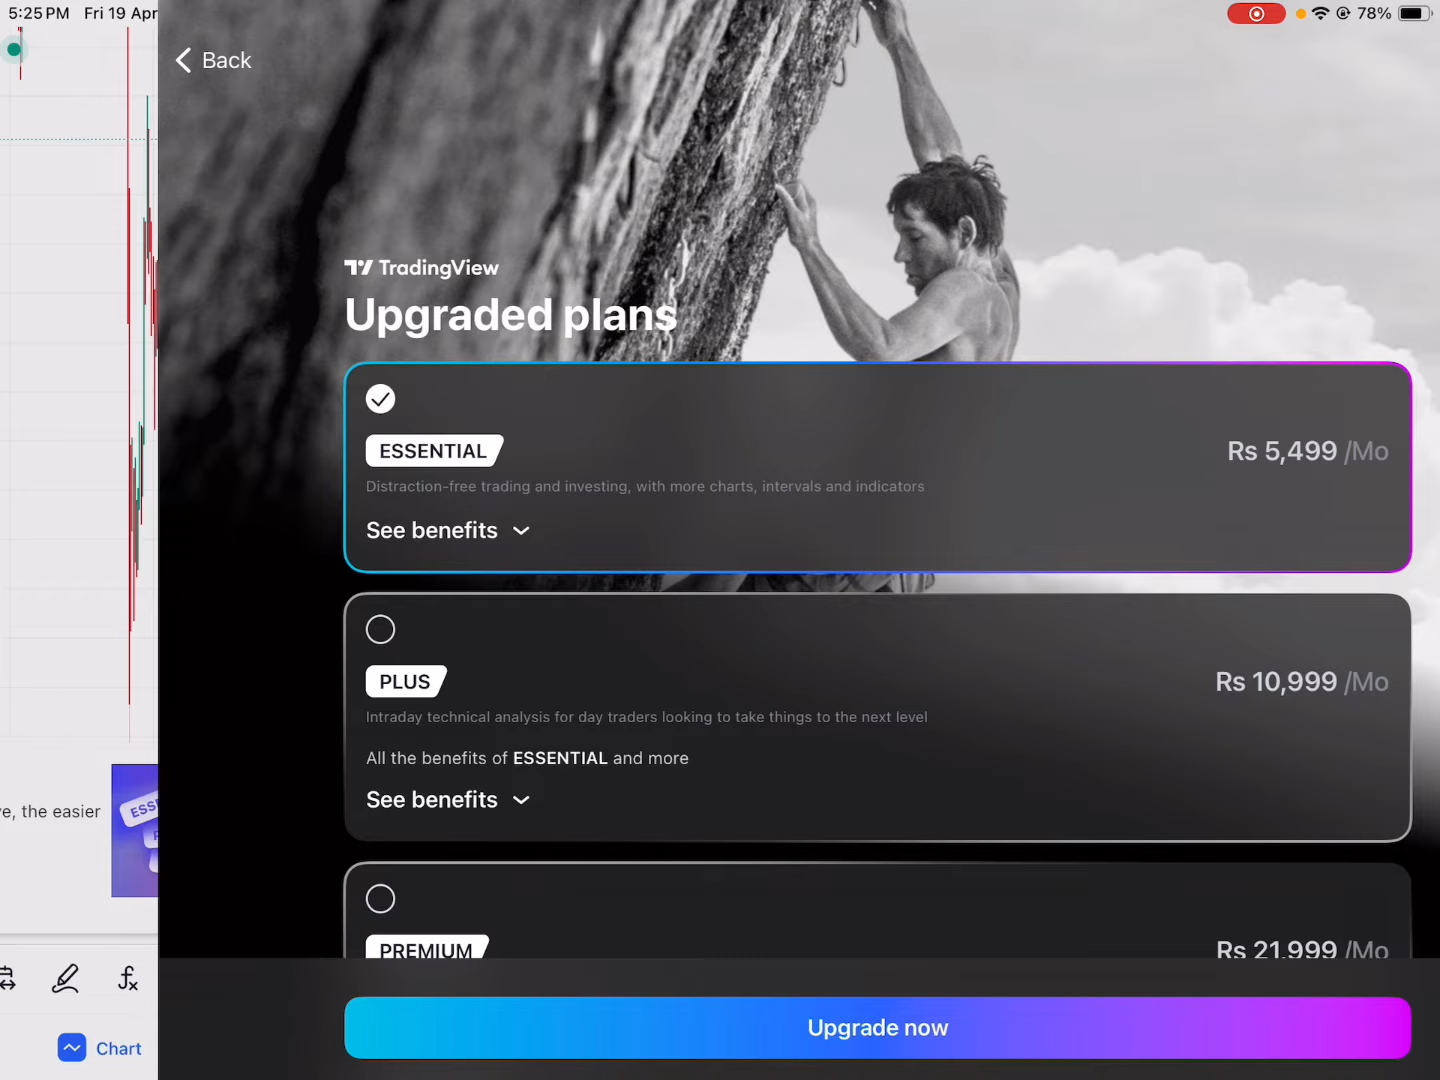 5:25 PM Fri 19 Apr
78%
Back
TradingView
Upgraded plans
ESSENTIAL
Rs 5,499 /Mo
Distraction-free trading and investing, with more charts, intervals and indicators
See benefits
PLUS
Rs 10,999 /Mo
Intraday technical analysis for day traders looking to take things to the next level
All the benefits of ESSENTIAL and more
See benefits
PREMIUM
Rs 21,999 /Mo
Upgrade now
the easier
Chart